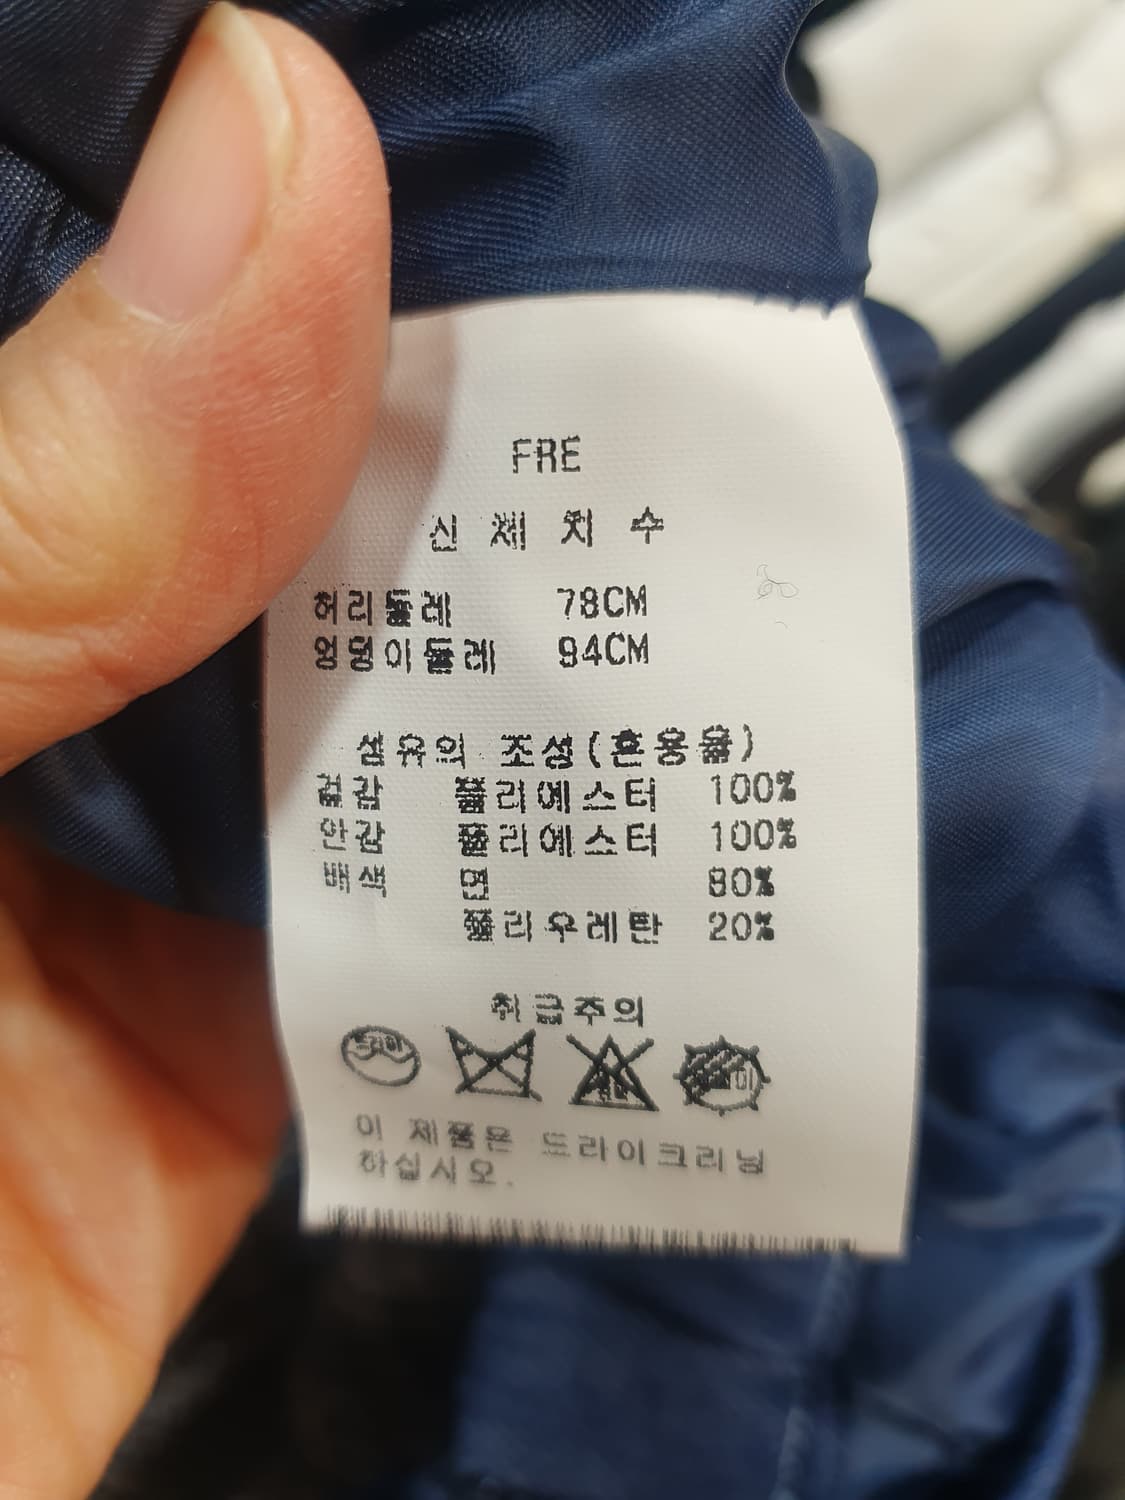 FRE
신체치수
허리둘레 78CM
엉덩이둘레 94CM
섬유의 조성(혼용율)
겉감 폴리에스터 100%
안감 폴리에스터 100%
배색 면 80%
폴리우레탄 20%
취급주의
드라이
이 제품은 드라이크리닝
하십시오.